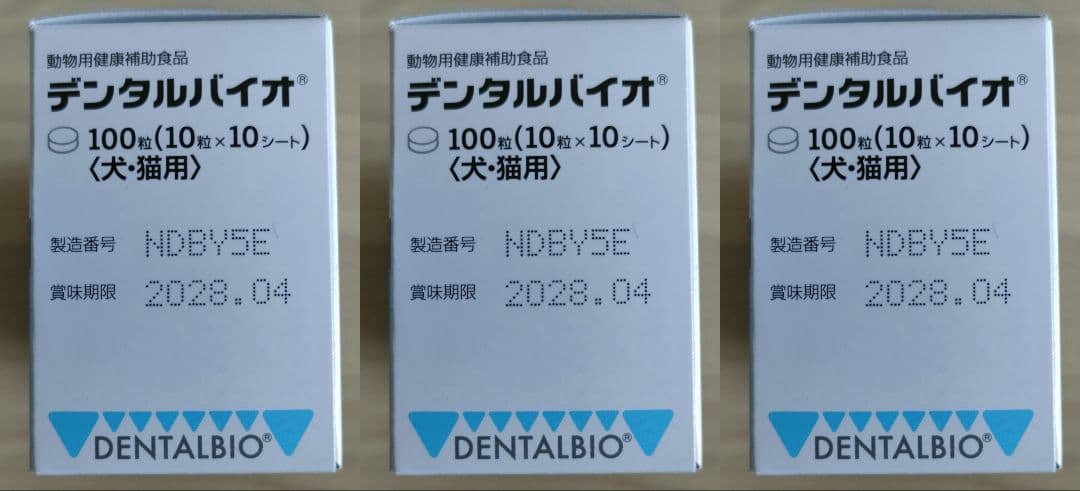 動物用健康補助食品
デンタルバイオ®
100粒(10粒×10シート)
〈犬・猫用〉
製造番号 NDBY5E
賞味期限 2028.04
DENTALBIO®
動物用健康補助食品
デンタルバイオ®
100粒(10粒×10シート)
〈犬・猫用〉
製造番号 NDBY5E
賞味期限 2028.04
DENTALBIO®
動物用健康補助食品
デンタルバイオ®
100粒(10粒×10シート)
〈犬・猫用〉
製造番号 NDBY5E
賞味期限 2028.04
DENTALBIO®